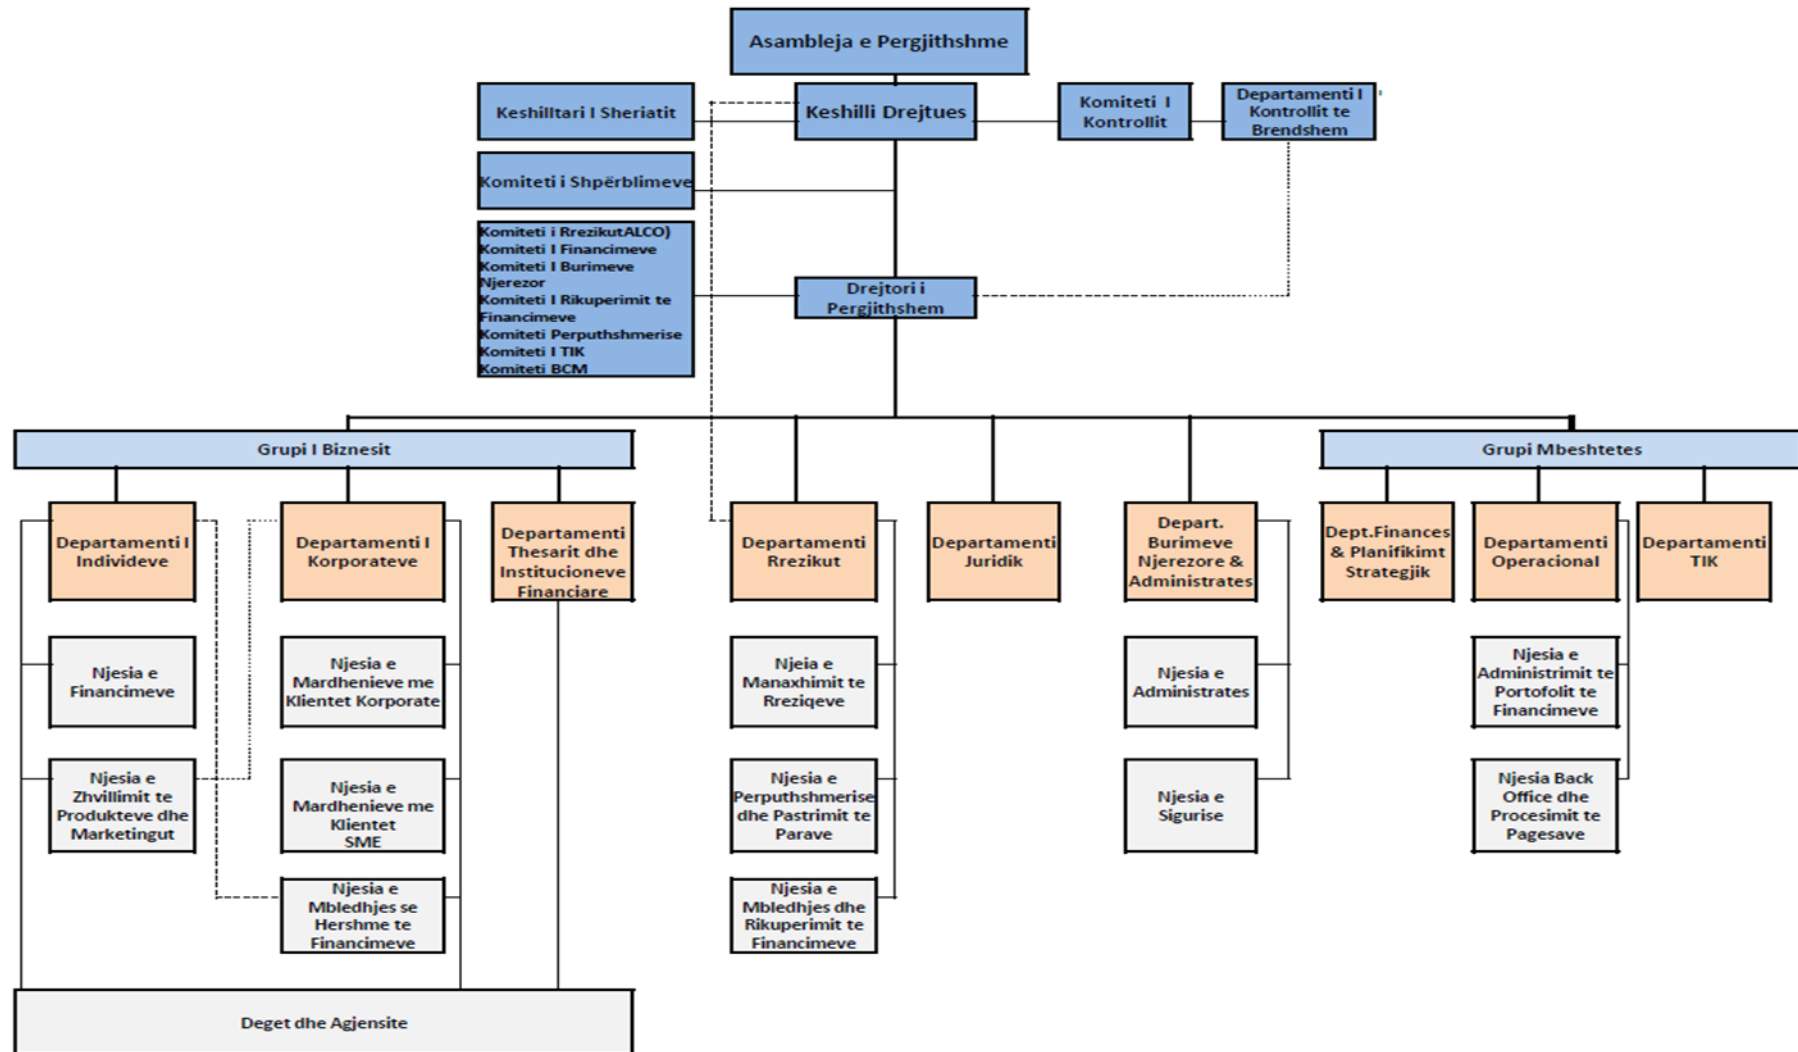 Asambleja e Pergjithshme
Keshilltari I Sheriatit
Keshilli Drejtues
Komiteti I
Kontrollit
Departamenti I
Kontrollit te
Brendshem
Komiteti i Shpërblimeve
Komiteti i RrezikutALCO)
Komiteti I Financimeve
Komiteti I Burimeve
Njerezor
Komiteti I Rikuperimit te
Financimeve
Komiteti Perputhshmerise
Komiteti I TIK
Komiteti BCM
Drejtori i
Pergjithshem
Grupi I Biznesit
Grupi Mbeshtetes
Departamenti I
Individeve
Departamenti I
Korporateve
Departamenti
Thesarit dhe
Institucioneve
Financiare
Departamenti
Rrezikut
Departamenti
Juridik
Depart.
Burimeve
Njerezore &
Administrates
Dept.Finances
& Planifikimt
Strategjik
Departamenti
Operacional
Departamenti
TIK
Njesia e
Financimeve
Njesia e
Mardhenieve me
Klientet Korporate
Njeia e
Manaxhimit te
Rreziqeve
Njesia e
Administrates
Njesia e
Administrimit te
Portofolit te
Financimeve
Njesia e
Zhvillimit te
Produkteve dhe
Marketingut
Njesia e
Mardhenieve me
Klientet
SME
Njesia e
Perputhshmerise
dhe Pastrimit te
Parave
Njesia e
Sigurise
Njesia Back
Office dhe
Procesimit te
Pagesave
Njesia e
Mbledhjes se
Hershme te
Financimeve
Njesia e
Mbledhjes dhe
Rikuperimit te
Financimeve
Deget dhe Agjensite